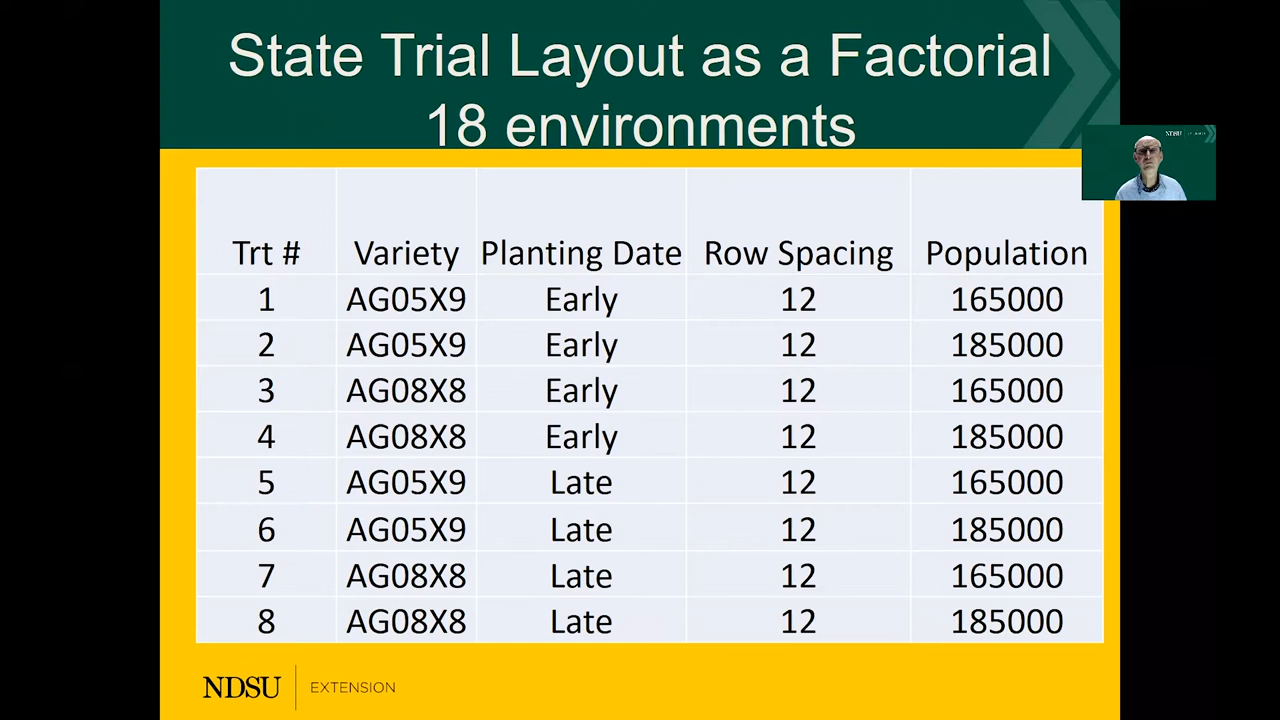 State Trial Layout as a Factorial
18 environments
NDSU
Trt # Variety Planting Date Row Spacing Population
1 AG05X9 Early 12 165000
2 AG05X9 Early 12 185000
3 AG08X8 Early 12 165000
4 AG08X8 Early 12 185000
5 AG05X9 Late 12 165000
6 AG05X9 Late 12 185000
7 AG08X8 Late 12 165000
8 AG08X8 Late 12 185000
NDSU EXTENSION